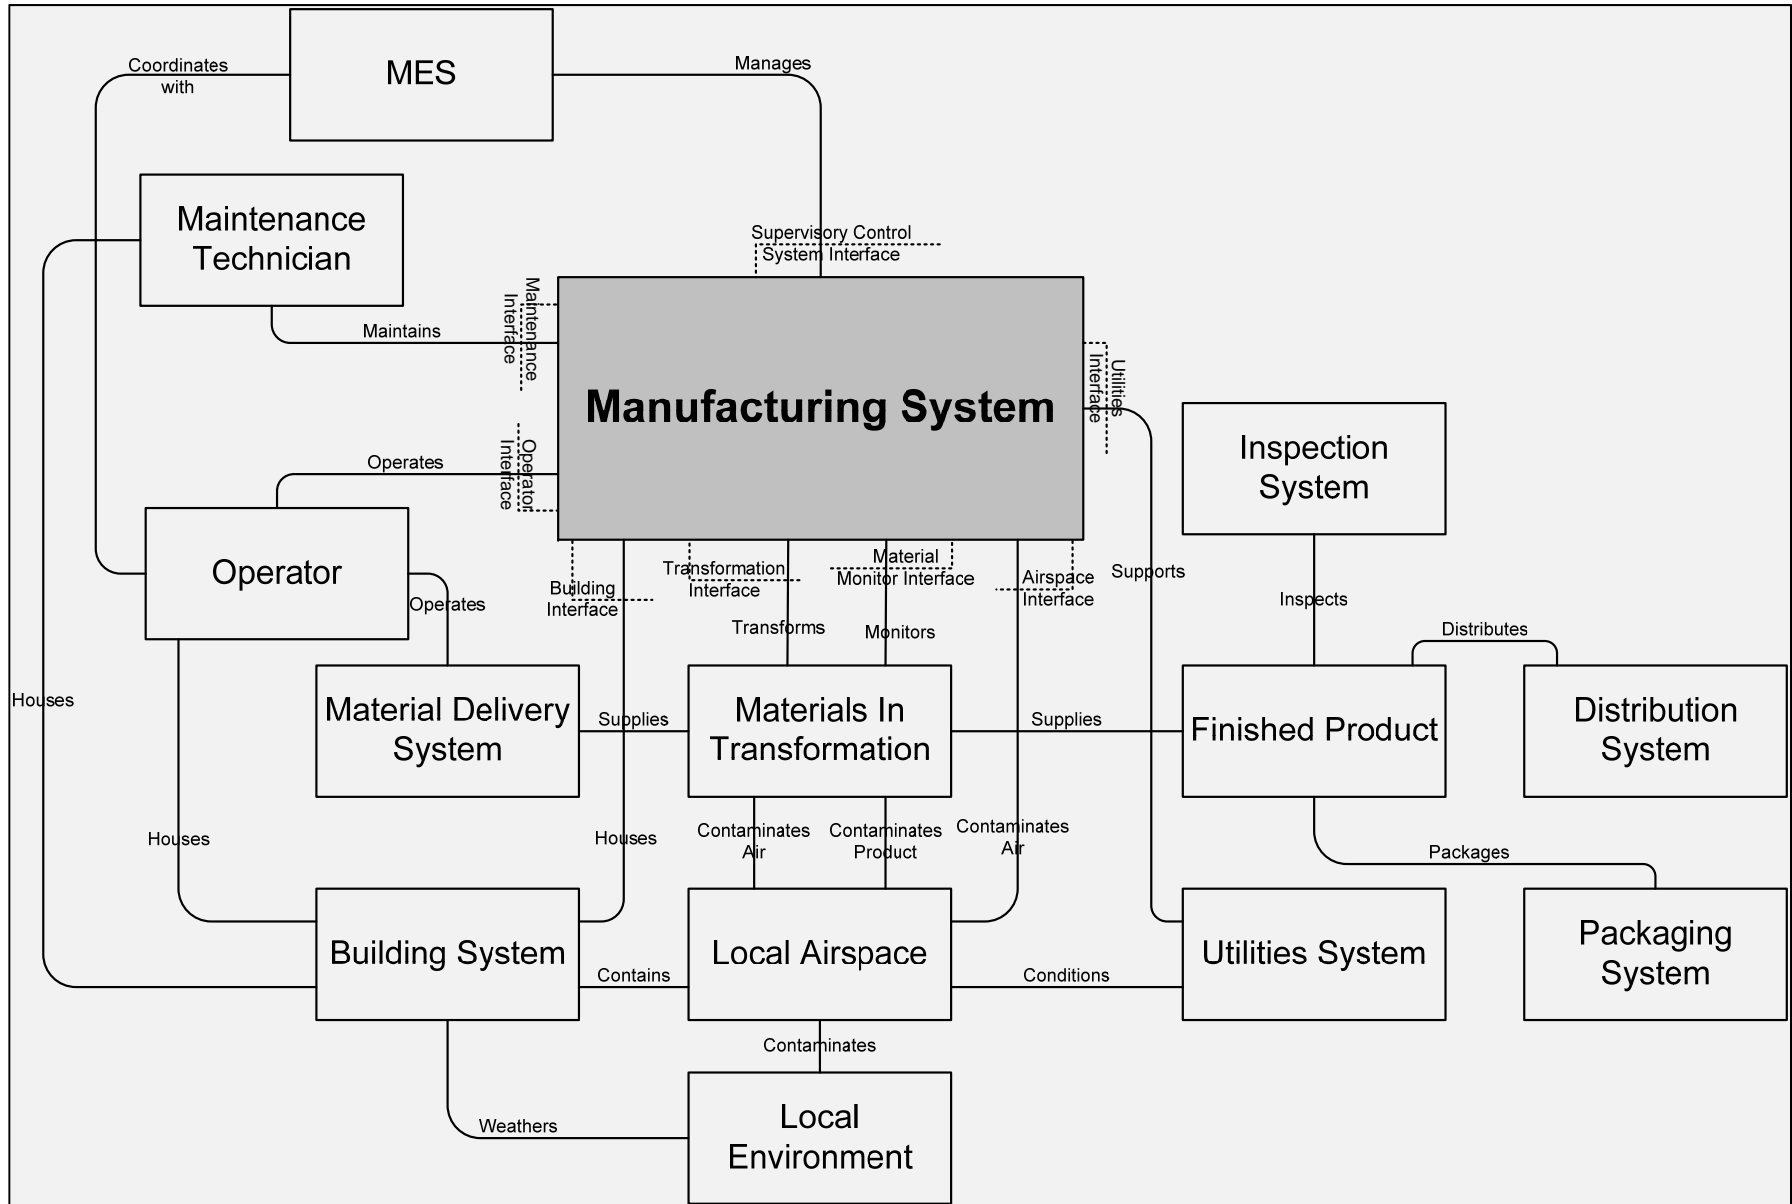 MES
Coordinates
with
Manages
Maintenance
Technician
Supervisory Control
System Interface
Maintenance
Interface
Maintains
Manufacturing System
Utilities
Interface
Operator
Interface
Operates
Inspection
System
Operator
Operates
Building
Interface
Transformation
Interface
Material
Monitor Interface
Airspace
Interface
Supports
Inspects
Transforms
Monitors
Distributes
Houses
Material Delivery
System
Supplies
Materials In
Transformation
Supplies
Finished Product
Distribution
System
Houses
Houses
Contaminates
Air
Contaminates
Product
Contaminates
Air
Packages
Building System
Contains
Local Airspace
Conditions
Utilities System
Packaging
System
Contaminates
Weathers
Local
Environment